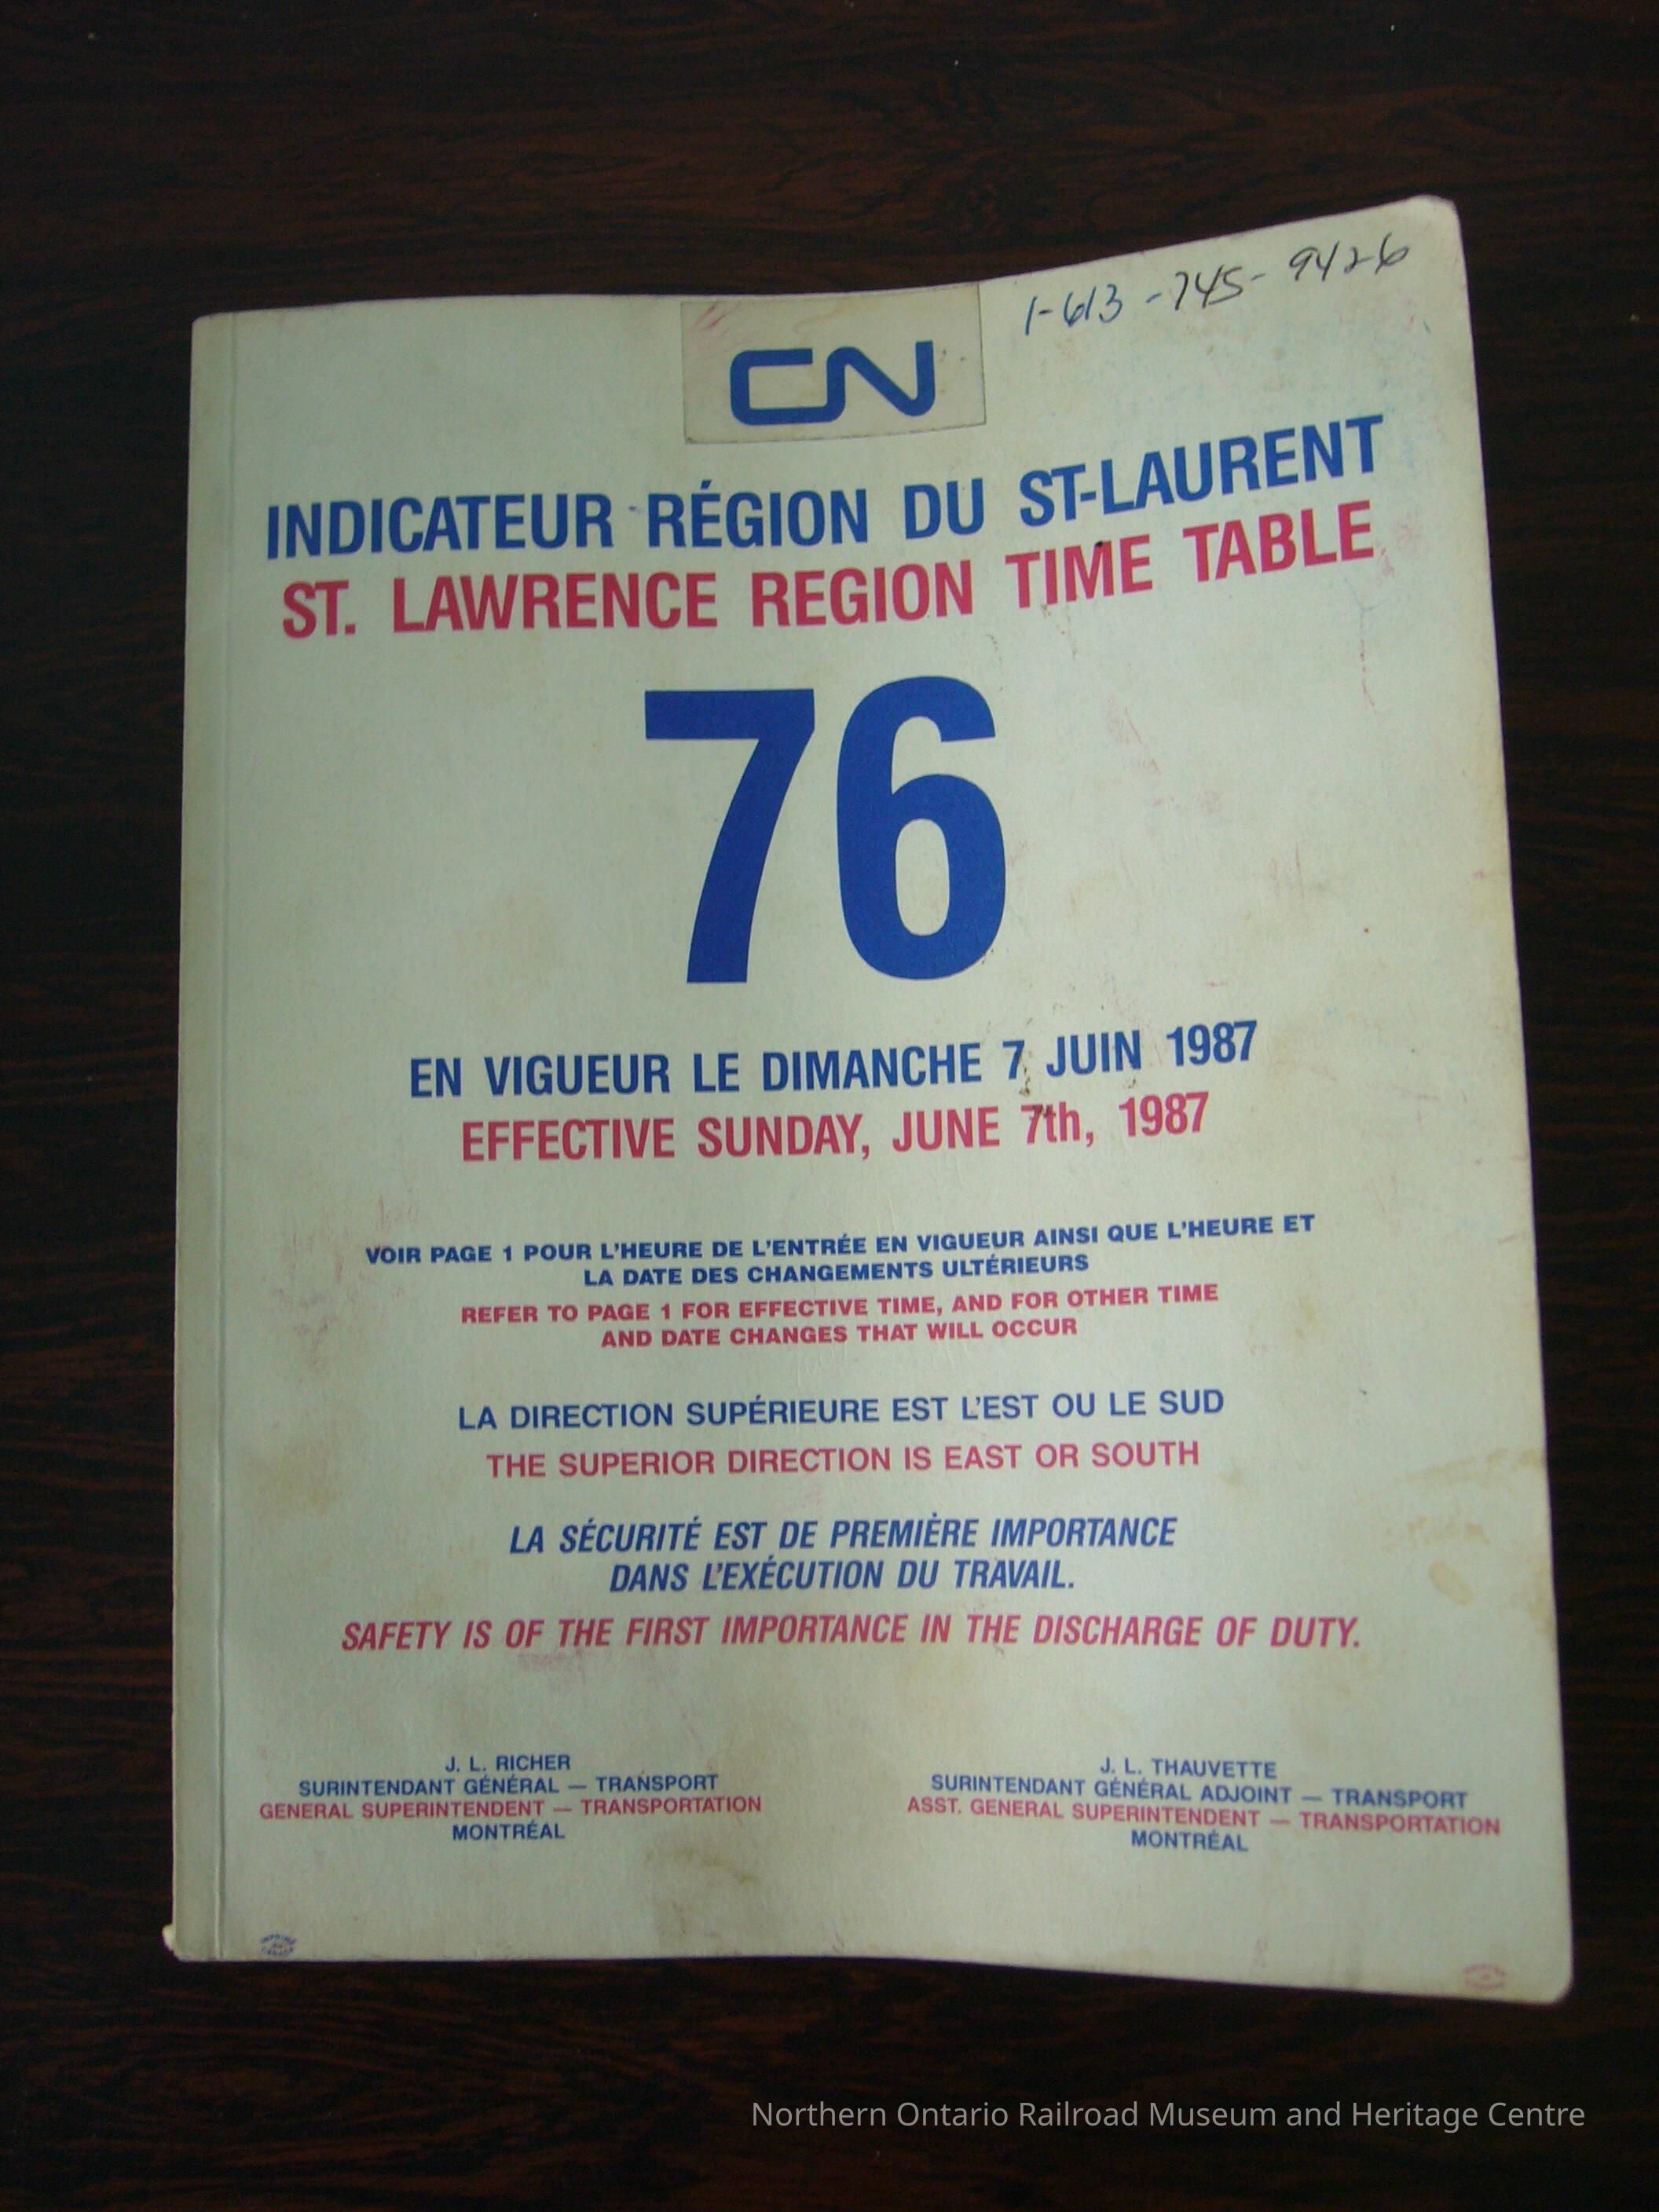 1-613-745-9426
CN
INDICATEUR RÉGION DU ST-LAURENT
ST. LAWRENCE REGION TIME TABLE
76
EN VIGUEUR LE DIMANCHE 7 JUIN 1987
EFFECTIVE SUNDAY, JUNE 7th, 1987
VOIR PAGE 1 POUR L'HEURE DE L'ENTRÉE EN VIGUEUR AINSI QUE L'HEURE ET
LA DATE DES CHANGEMENTS ULTÉRIEURS
REFER TO PAGE 1 FOR EFFECTIVE TIME, AND FOR OTHER TIME
AND DATE CHANGES THAT WILL OCCUR
LA DIRECTION SUPÉRIEURE EST L'EST OU LE SUD
THE SUPERIOR DIRECTION IS EAST OR SOUTH
LA SÉCURITÉ EST DE PREMIÈRE IMPORTANCE
DANS L'EXÉCUTION DU TRAVAIL.
SAFETY IS OF THE FIRST IMPORTANCE IN THE DISCHARGE OF DUTY.
J. L. RICHER
SURINTENDANT GÉNÉRAL — TRANSPORT
GENERAL SUPERINTENDENT — TRANSPORTATION
MONTRÉAL
J. L. THAUVETTE
SURINTENDANT GÉNÉRAL ADJOINT — TRANSPORT
ASST. GENERAL SUPERINTENDENT — TRANSPORTATION
MONTRÉAL
Northern Ontario Railroad Museum and Heritage Centre